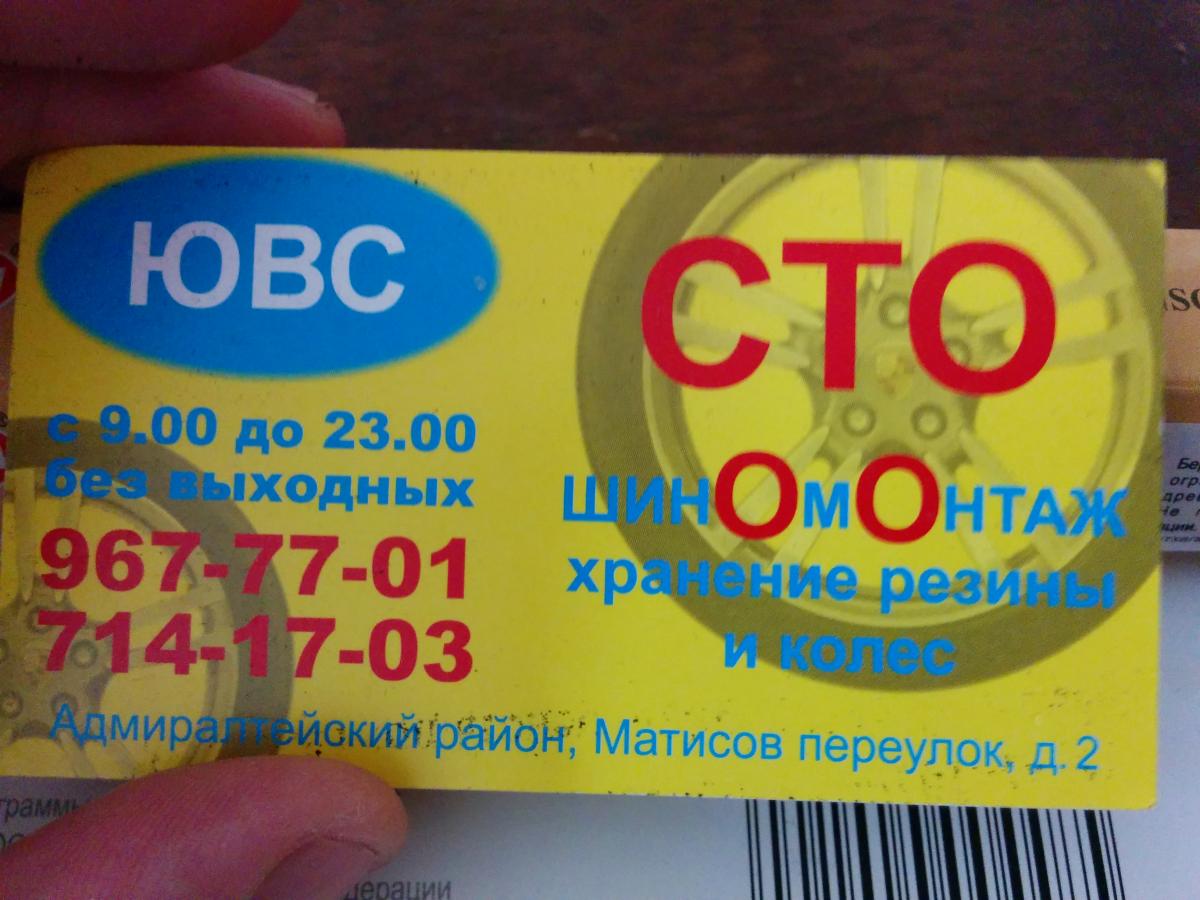 ЮВС
с 9.00 до 23.00
без выходных
967-77-01
714-17-03
СТО
ШИНОМОНТАЖ
хранение резины
и колес
Адмиралтейский район, Матисов переулок, д.2